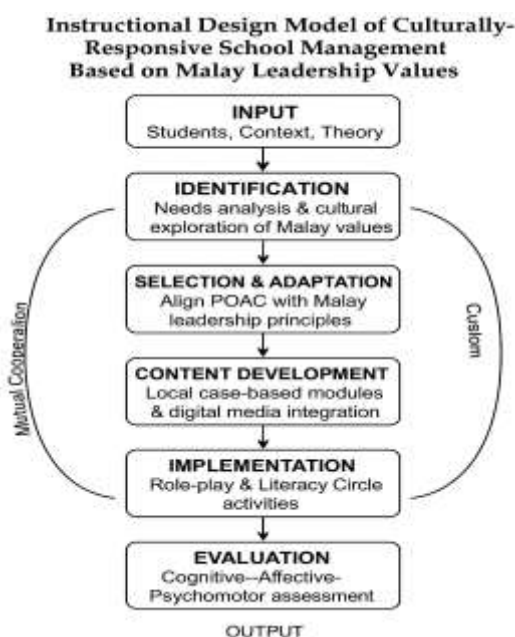 Instructional Design Model of Culturally-
Responsive School Management
Based on Malay Leadership Values
INPUT
Students, Context, Theory
IDENTIFICATION
Needs analysis & cultural
exploration of Malay values
SELECTION & ADAPTATION
Align POAC with Malay
leadership principles
CONTENT DEVELOPMENT
Local case-based modules
& digital media integration
IMPLEMENTATION
Role-play & Literacy Circle
activities
EVALUATION
Cognitive--Affective-
Psychomotor assessment
OUTPUT
Mutual Cooperation
Custom